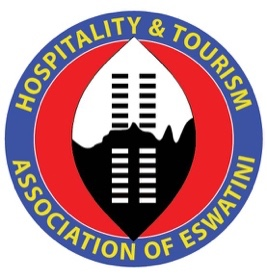 HOSPITALITY & TOURISM
ASSOCIATION OF ESWATINI